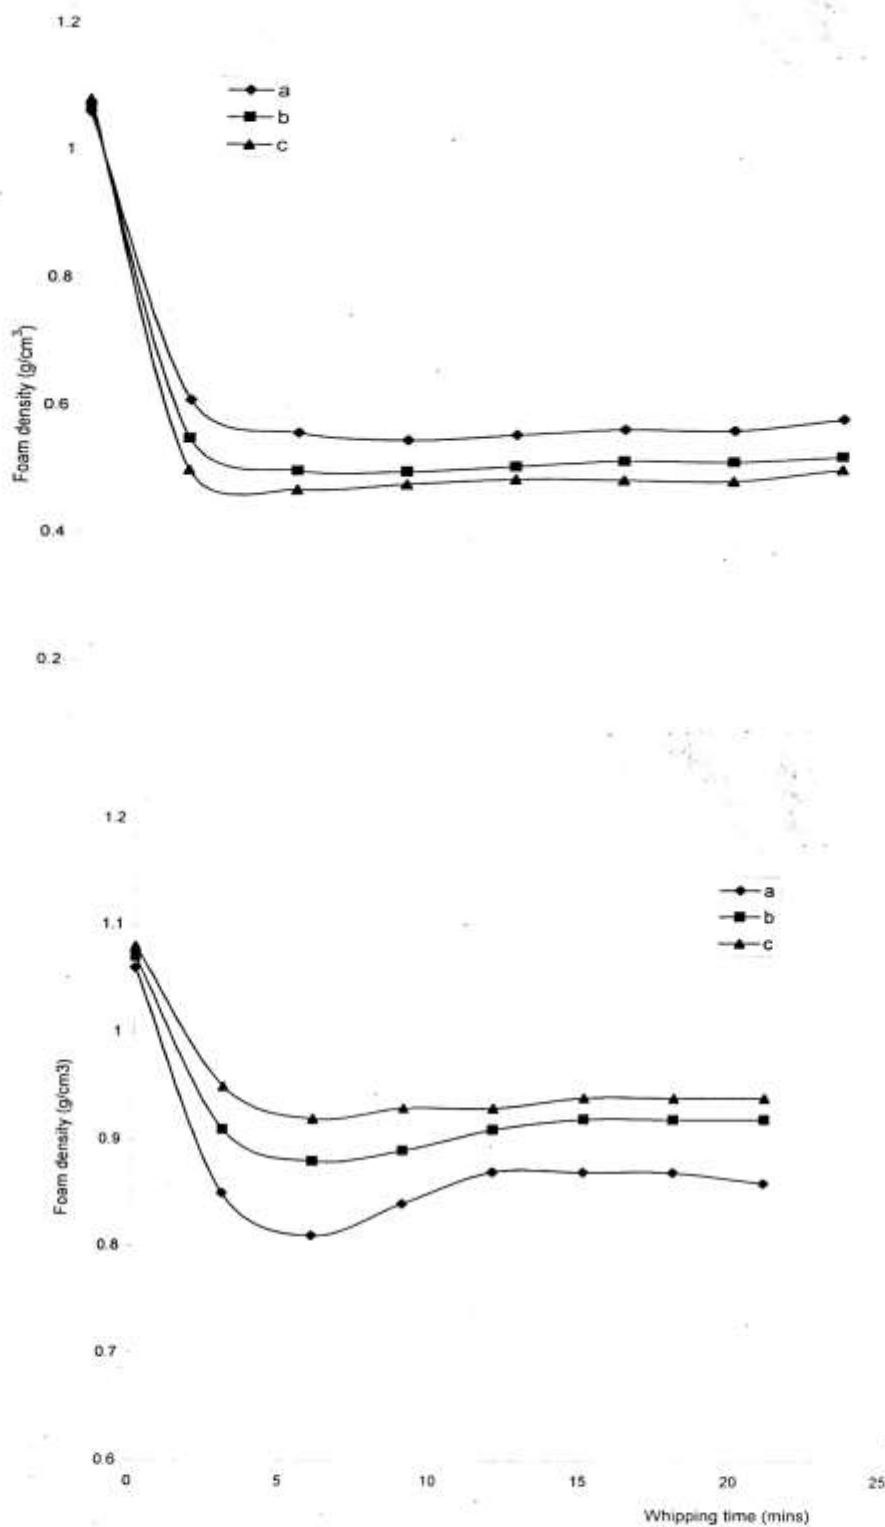 1.2
a
b
c
1
0.8
Foam density (g/cm³)
0.6
0.4
0.2
1.2
a
b
c
1.1
1
Foam density (g/cm3)
0.9
0.8
0.7
0.6
0 5 10 15 20 25
Whipping time (mins)